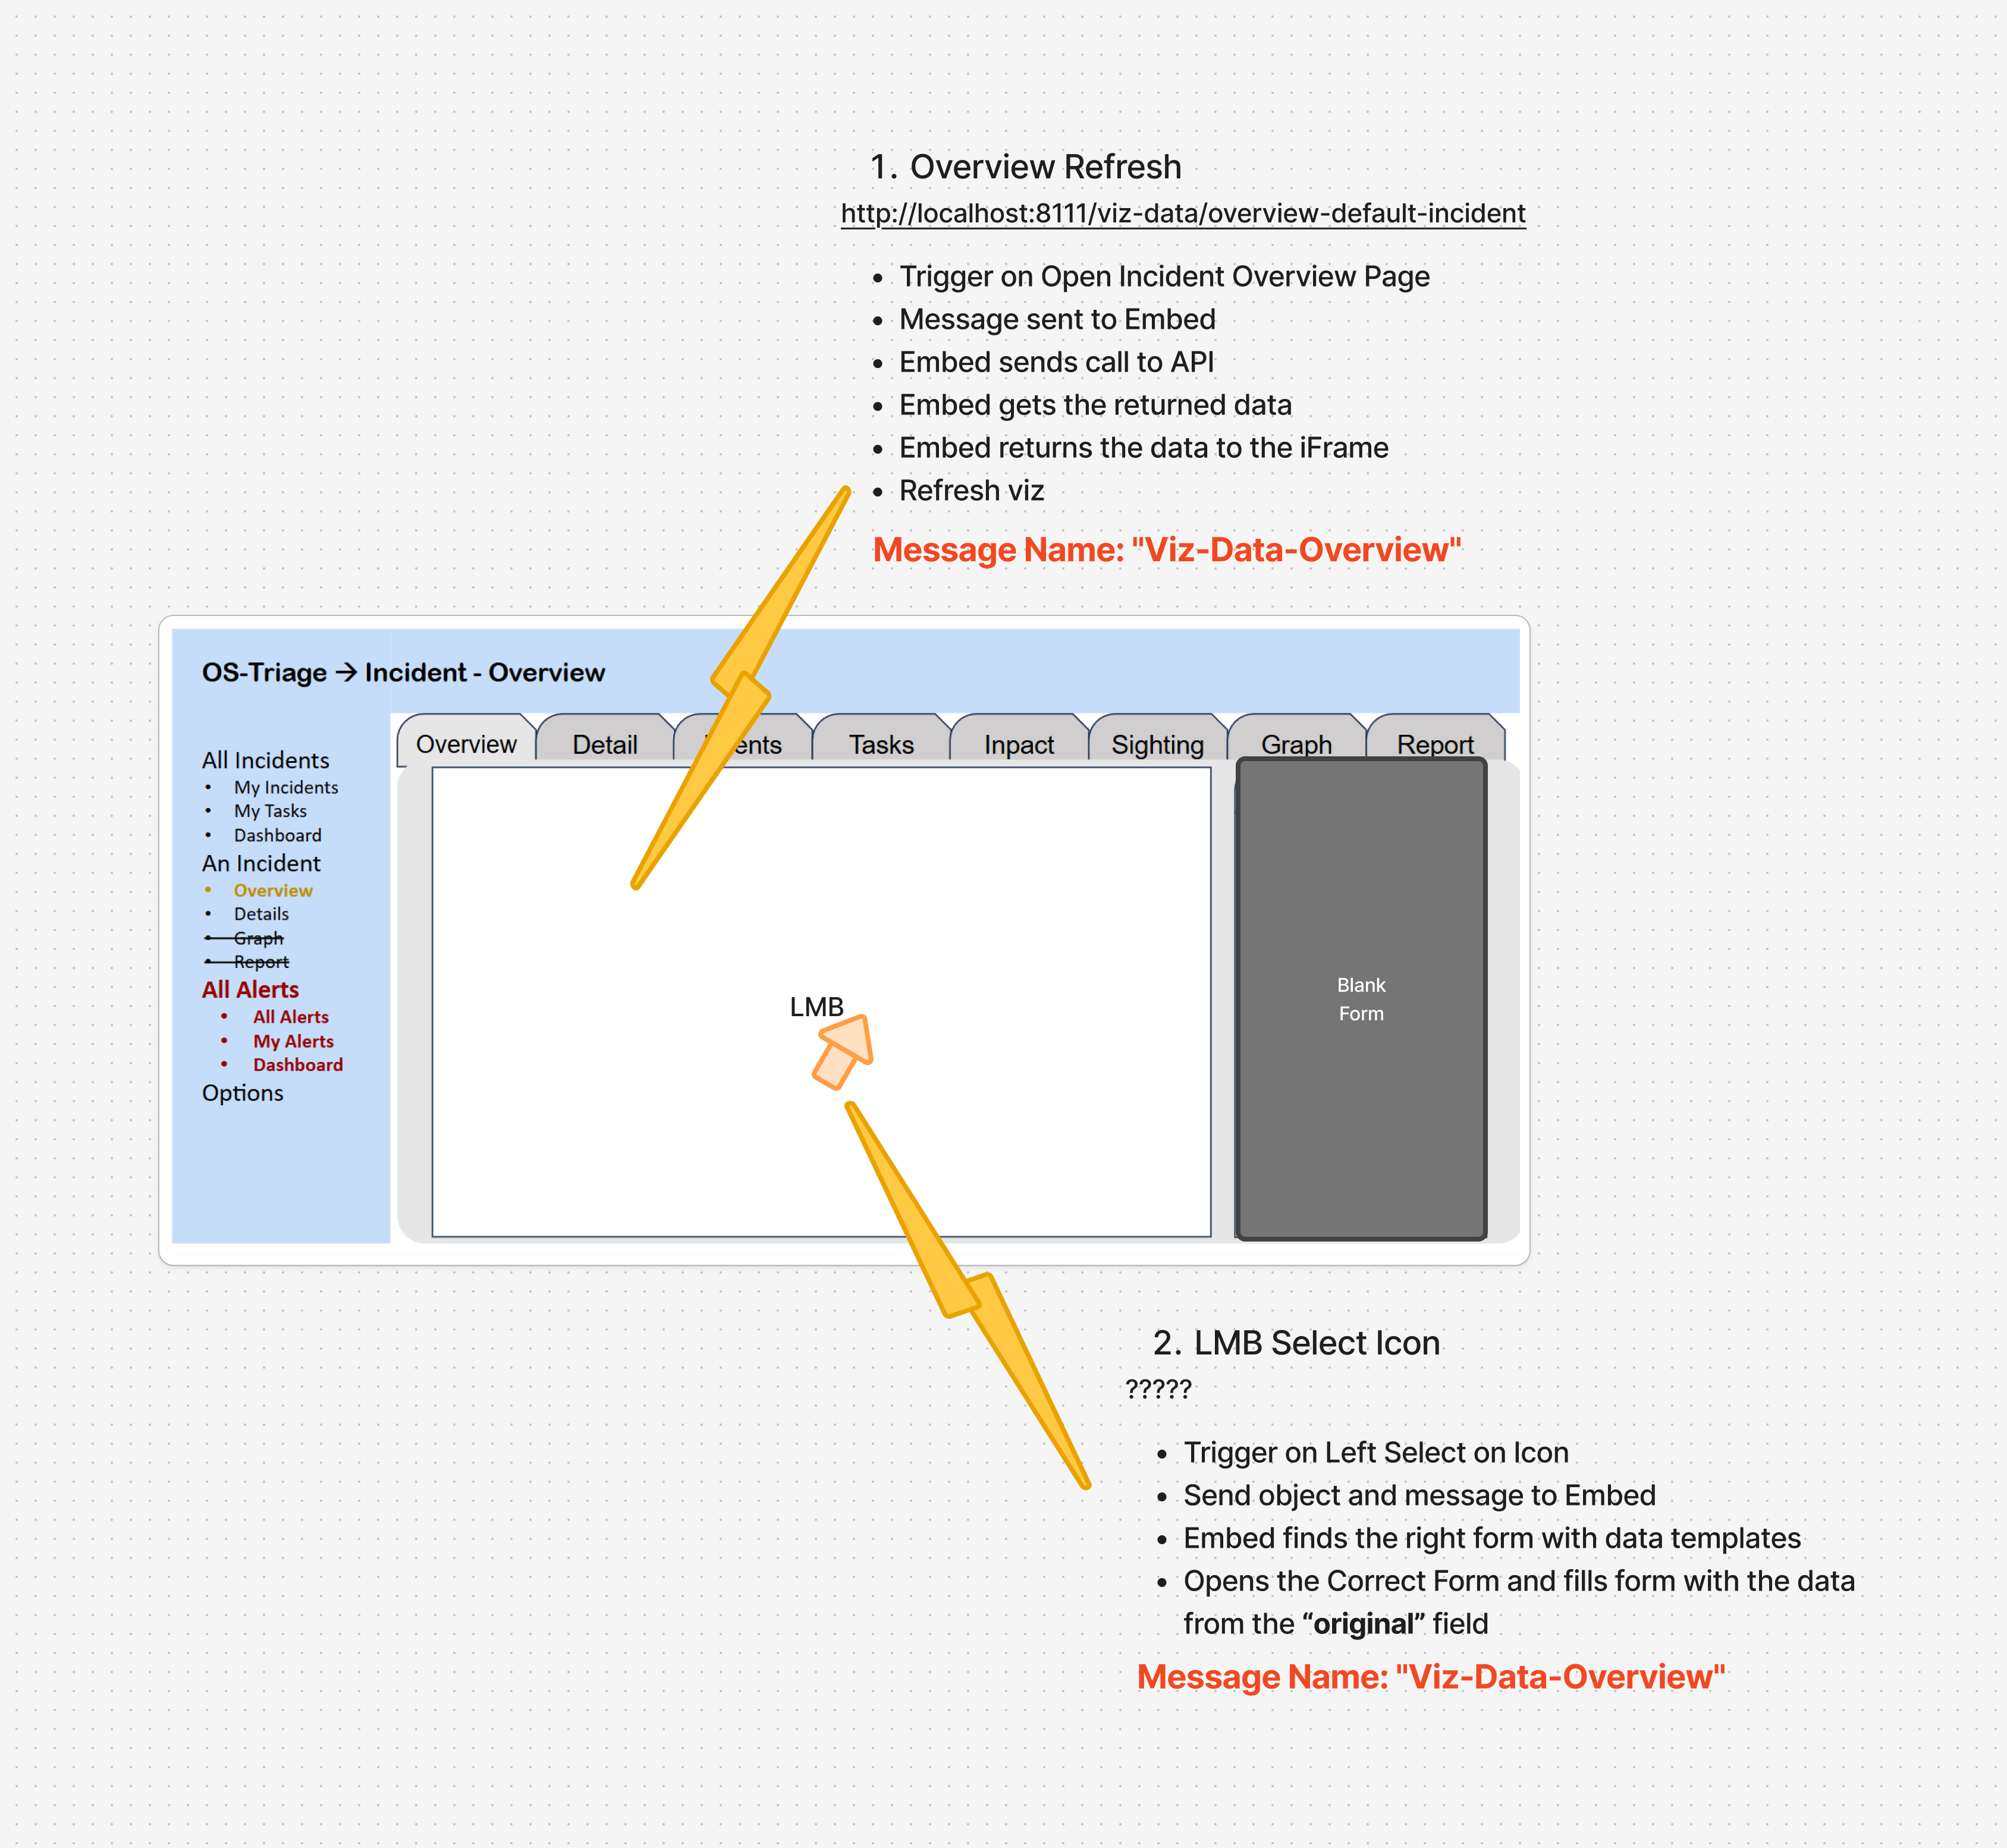 1. Overview Refresh
http://localhost:8111/viz-data/overview-default-incident
• Trigger on Open Incident Overview Page
• Message sent to Embed
• Embed sends call to API
• Embed gets the returned data
• Embed returns the data to the iFrame
• Refresh viz
Message Name: "Viz-Data-Overview"
OS-Triage → Incident - Overview
Overview
Detail
Tasks
Inpact
Sighting
Graph
Report
All Incidents
• My Incidents
• My Tasks
• Dashboard
An Incident
• Overview
• Details
• Graph
• Report
All Alerts
• All Alerts
• My Alerts
• Dashboard
Options
LMB
Blank
Form
2. LMB Select Icon
?????
• Trigger on Left Select on Icon
• Send object and message to Embed
• Embed finds the right form with data templates
• Opens the Correct Form and fills form with the data
from the “original” field
Message Name: "Viz-Data-Overview"